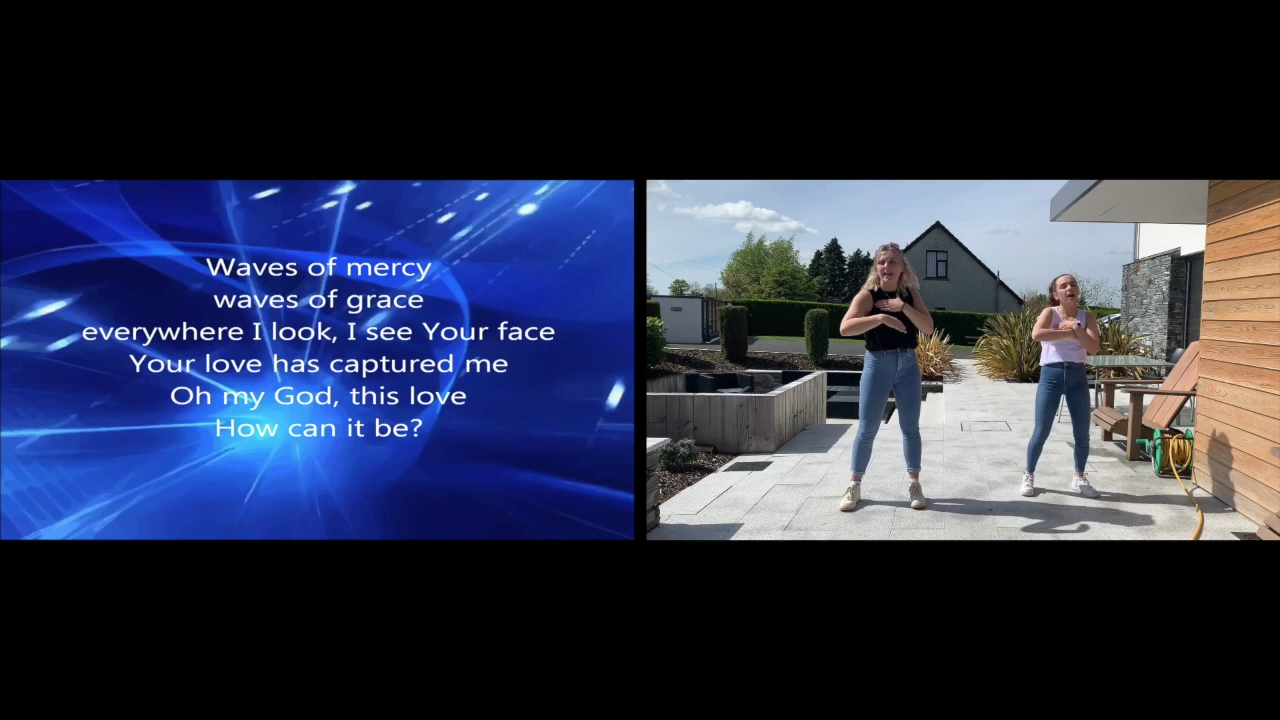 Waves of mercy
waves of grace
everywhere I look, I see Your face
Your love has captured me
Oh my God, this love
How can it be?